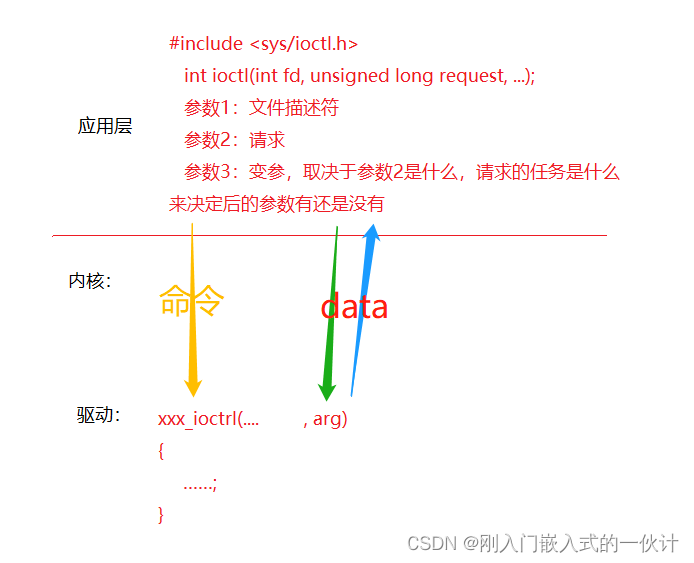 #include <sys/ioctl.h>
int ioctl(int fd, unsigned long request, ...);
参数1：文件描述符
应用层
参数2：请求
参数3：变参，取决于参数2是什么，请求的任务是什么
来决定后的参数有还是没有
内核：
命令
data
驱动：
xxx_ioctrl(.... , arg)
{
......;
}
CSDN @刚入门嵌入式的一伙计